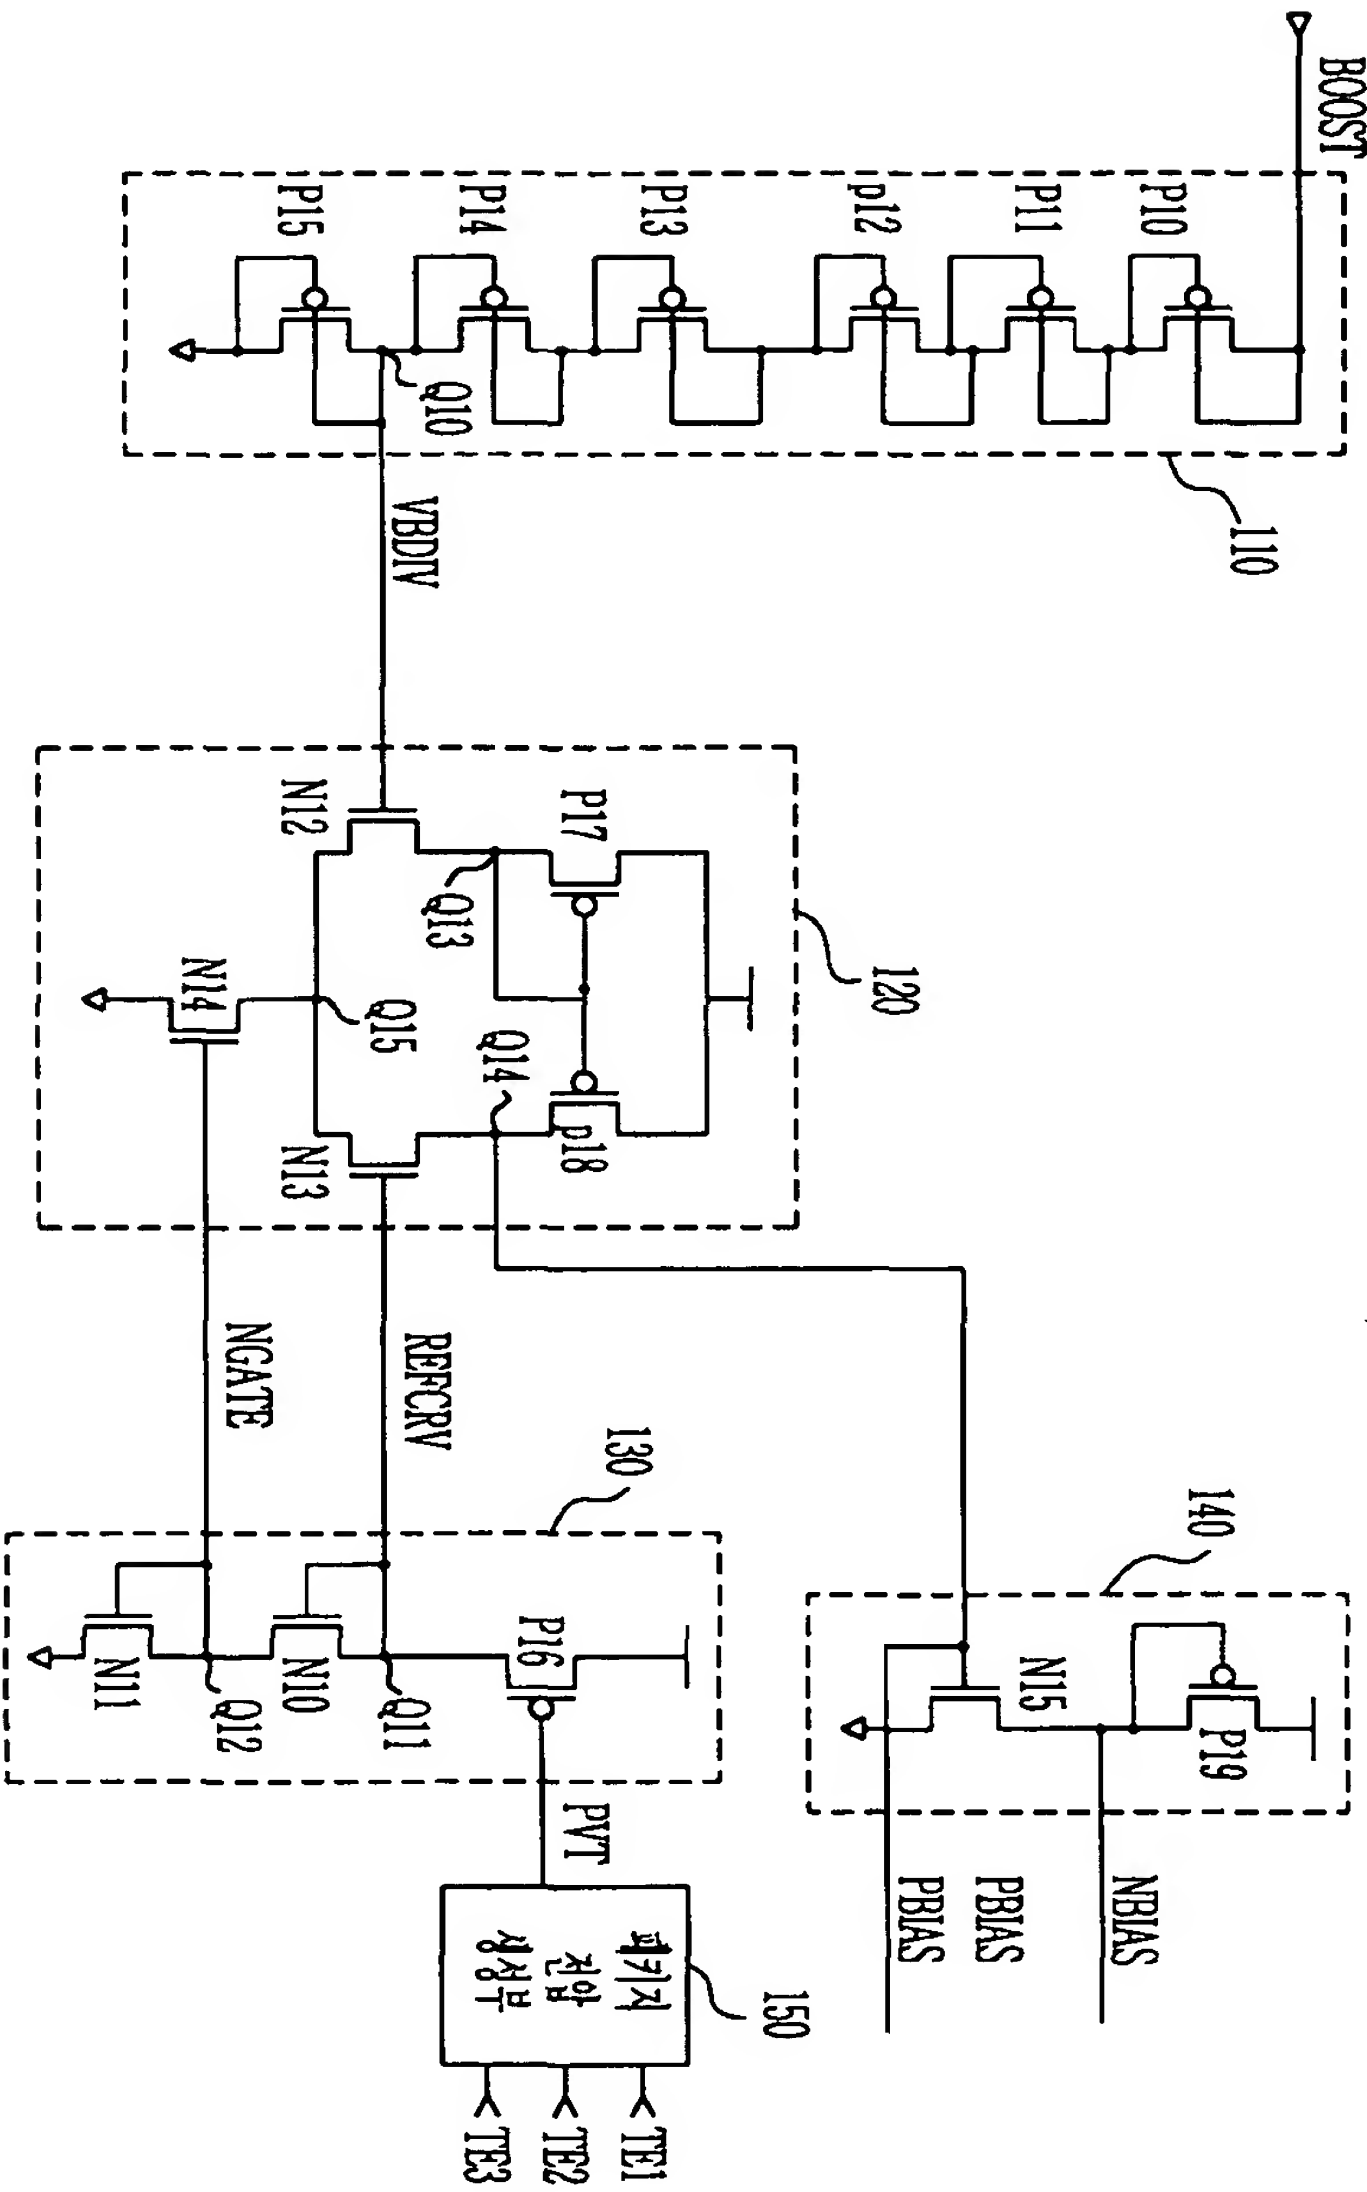 BOOST
110
P10
P11
p12
P13
P14
P15
Q10
VBDIV
120
P17
p18
Q13
Q14
N12
N13
Q15
N14
REFCRV
NGATE
130
P16
Q11
N10
Q12
N11
140
P19
N15
NBIAS
PBIAS
PBIAS
PVT
150
패키지
전압
생성부
TE1
TE2
TE3